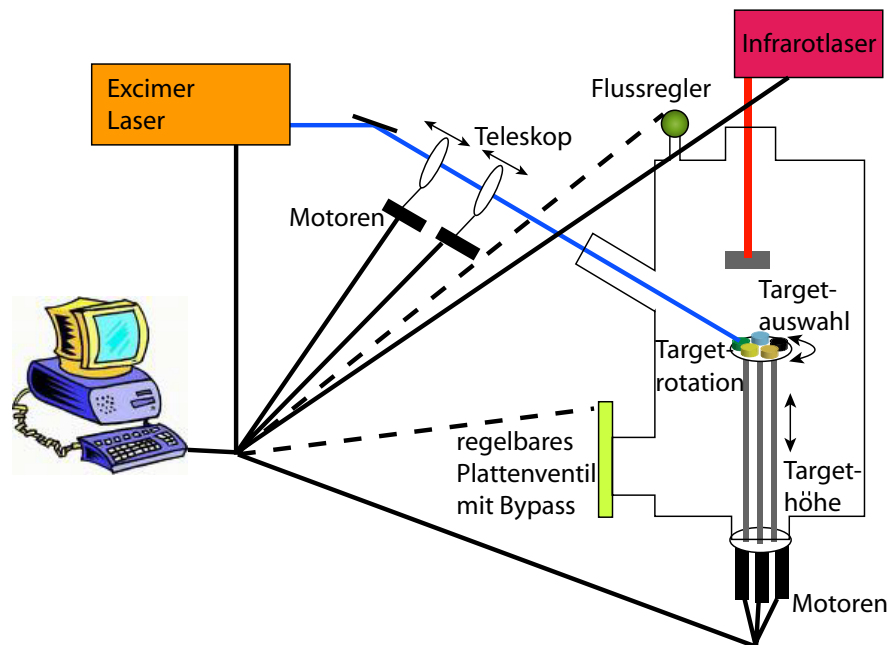 Infrarotlaser
Excimer
Laser
Flussregler
Teleskop
Motoren
Target-
auswahl
Target-
rotation
regelbares
Plattenventil
mit Bypass
Target-
höhe
Motoren